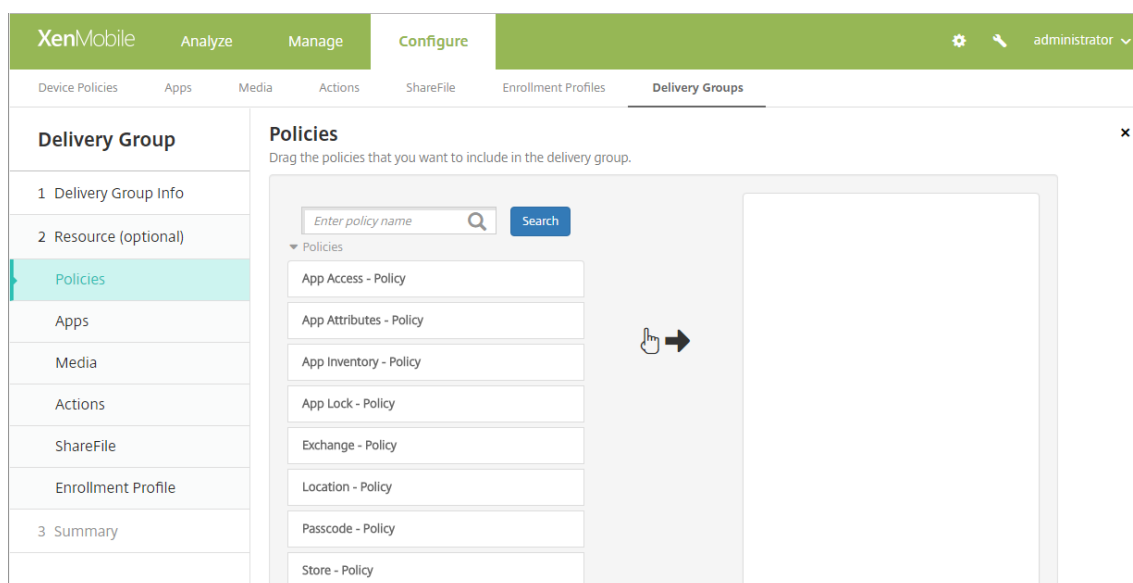 XenMobile Analyze Manage Configure administrator
Device Policies Apps Media Actions ShareFile Enrollment Profiles Delivery Groups
Delivery Group
1 Delivery Group Info
2 Resource (optional)
Policies
Apps
Media
Actions
ShareFile
Enrollment Profile
3 Summary
Policies
Drag the policies that you want to include in the delivery group.
Enter policy name Search
Policies
App Access - Policy
App Attributes - Policy
App Inventory - Policy
App Lock - Policy
Exchange - Policy
Location - Policy
Passcode - Policy
Store - Policy